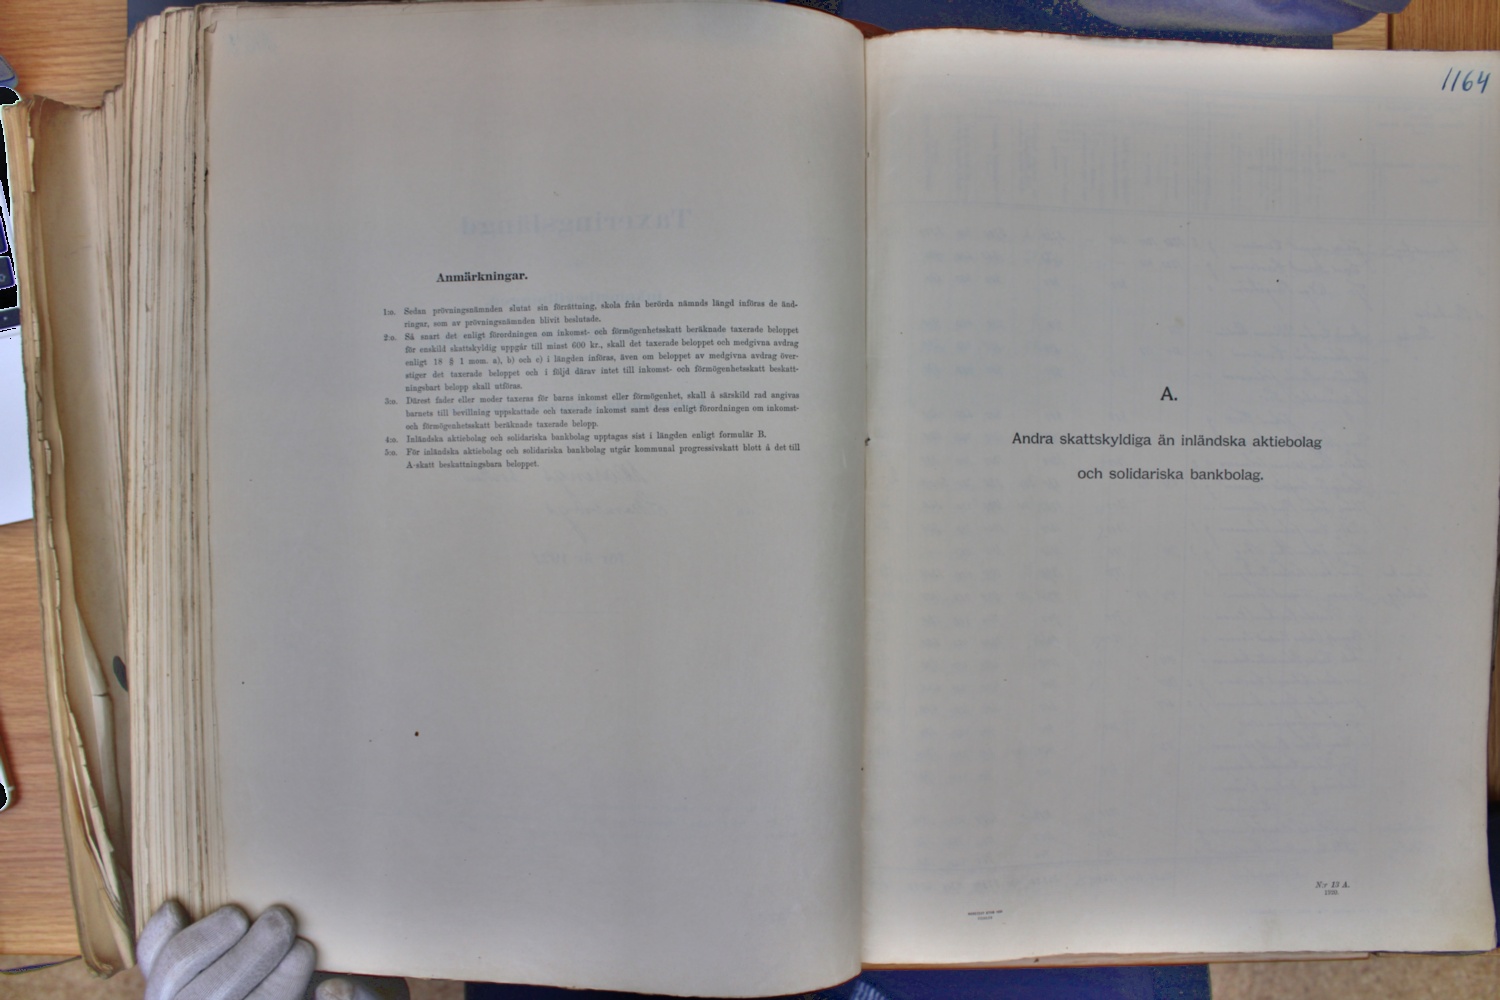 Anmärkningar.
1:o. Sedan prövningsnämnden slutat sin förrättning, skola från berörda nämnds längd införas de änd-
ringar, som av prövningsnämnden blivit beslutade.
2:o. Så snart det enligt förordningen om inkomst- och förmögenhetsskatt beräknade taxerade beloppet
för enskild skattskyldig uppgår till minst 600 kr., skall det taxerade beloppet och medgivna avdrag
enligt 18 § 1 mom. a), b) och c) i längden införas, även om beloppet av medgivna avdrag över-
stiger det taxerade beloppet och i följd därav intet till inkomst- och förmögenhetsskatt beskatt-
ningsbart belopp skall utföras.
3:o. Därest fader eller moder taxeras för barns inkomst eller förmögenhet, skall å särskild rad angivas
barnets till bevillning uppskattade och taxerade inkomst samt dess enligt förordningen om inkomst-
och förmögenhetsskatt beräknade taxerade belopp.
4:o. Inländska aktiebolag och solidariska bankbolag upptagas sist i längden enligt formulär B.
5:o. För inländska aktiebolag och solidariska bankbolag utgår kommunal progressivskatt blott å det till
A-skatt beskattningsbara beloppet.
1164
A.
Andra skattskyldiga än inländska aktiebolag
och solidariska bankbolag.
N:r 13 A.